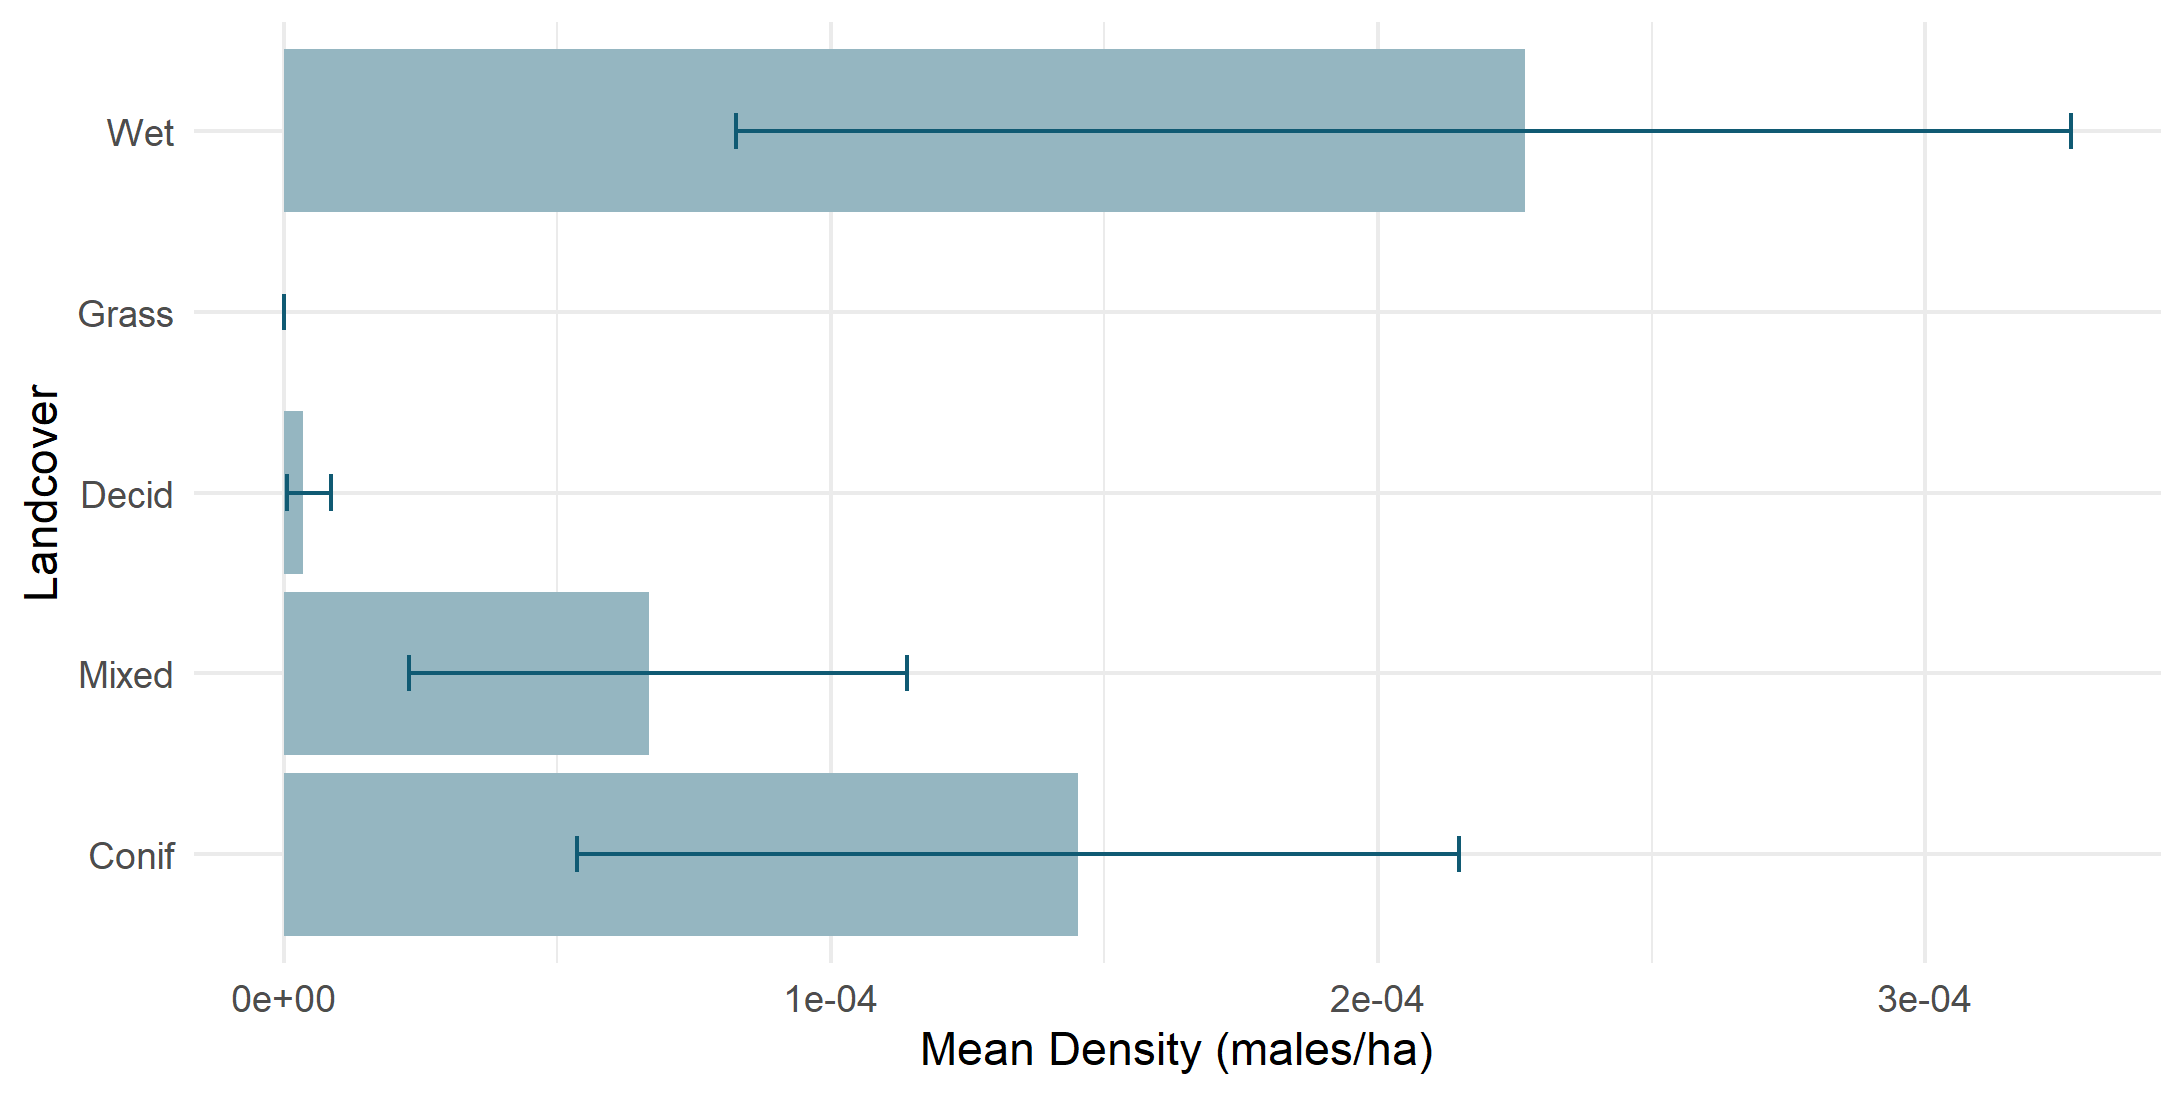 Landcover
Wet
Grass
Decid
Mixed
Conif
0e+00 1e-04 2e-04 3e-04
Mean Density (males/ha)